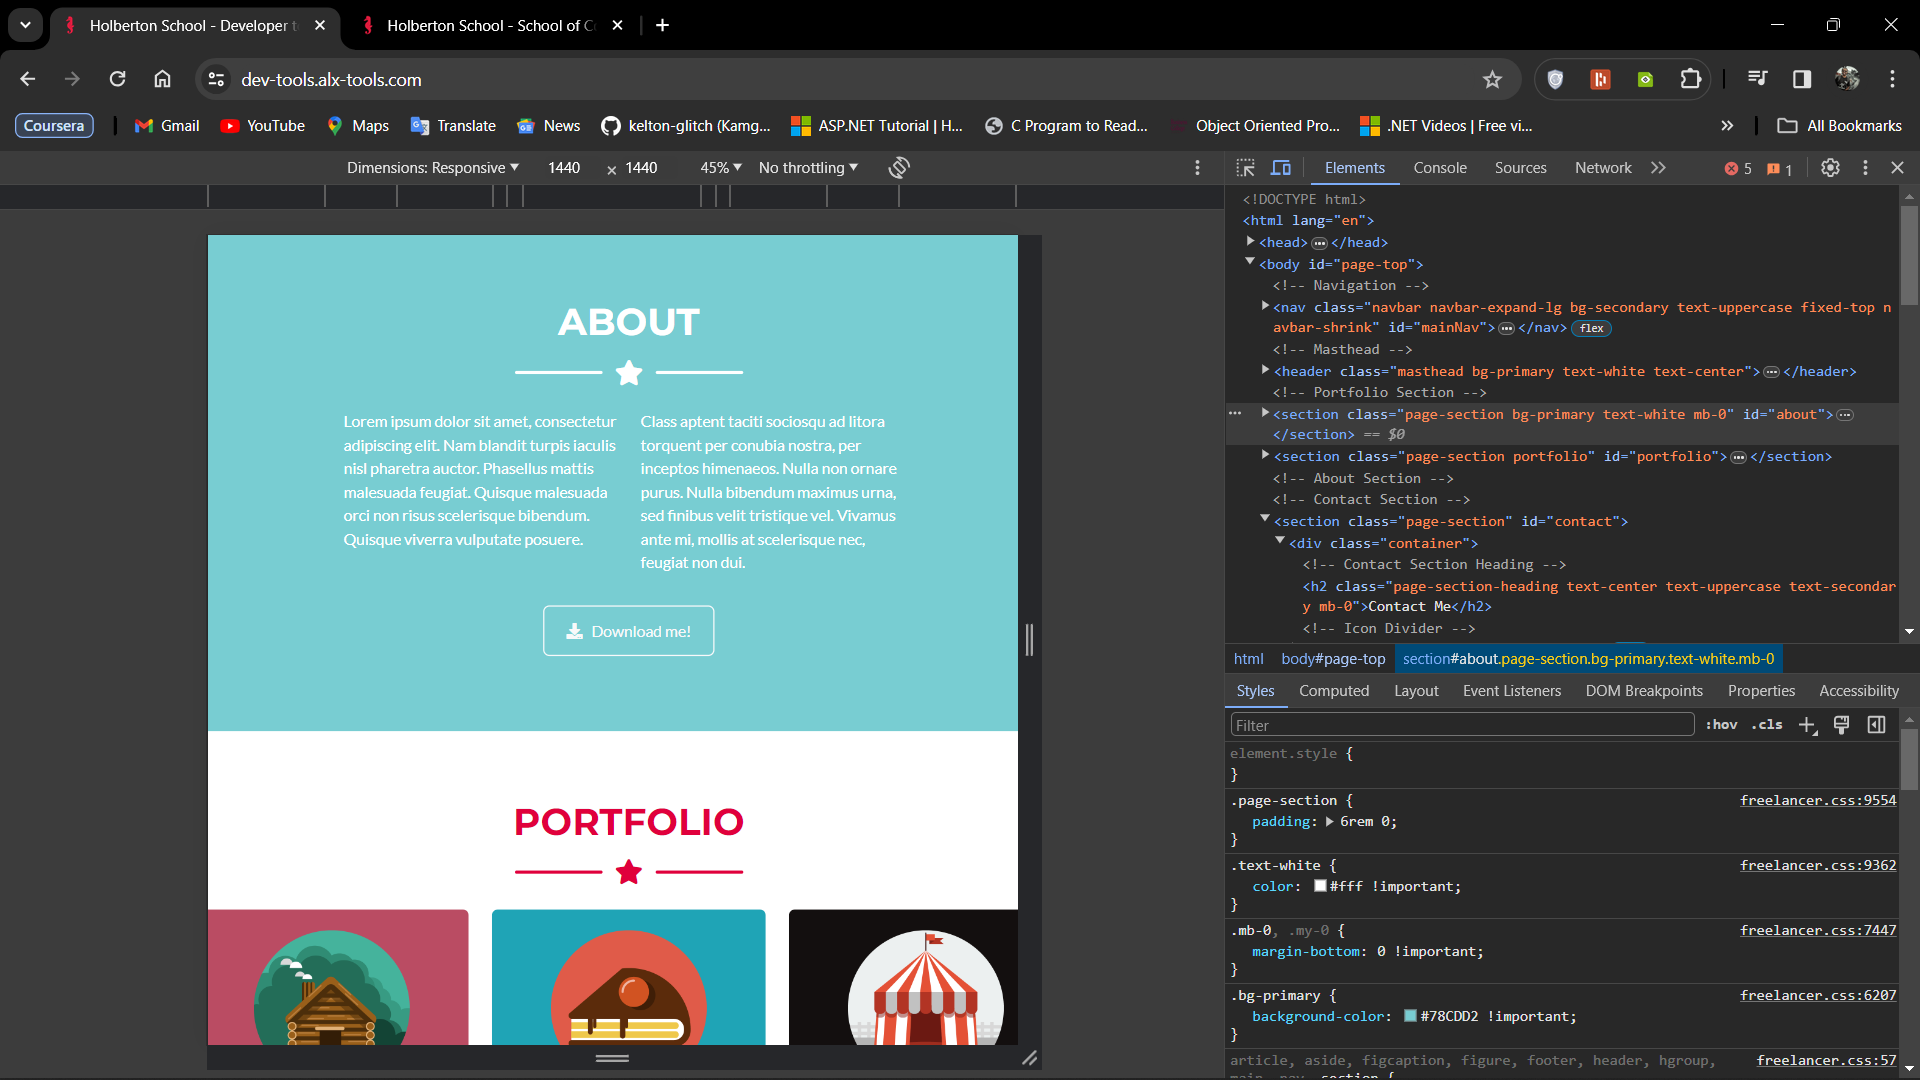 Holberton School - Developer t
Holberton School - School of C
dev-tools.alx-tools.com
Coursera
Gmail
YouTube
Maps
Translate
News
kelton-glitch (Kamg...
ASP.NET Tutorial | H...
C Program to Read...
Object Oriented Pro...
.NET Videos | Free vi...
All Bookmarks
Dimensions: Responsive
1440
x
1440
45%
No throttling
Elements
Console
Sources
Network
5
1
<!DOCTYPE html>
<html lang="en">
<head>
</head>
<body id="page-top">
<!-- Navigation -->
<nav class="navbar navbar-expand-lg bg-secondary text-uppercase fixed-top n
avbar-shrink" id="mainNav">
</nav>
flex
<!-- Masthead -->
<header class="masthead bg-primary text-white text-center">
</header>
<!-- Portfolio Section -->
<section class="page-section bg-primary text-white mb-0" id="about">
</section> == $0
<section class="page-section portfolio" id="portfolio">
</section>
<!-- About Section -->
<!-- Contact Section -->
<section class="page-section" id="contact">
<div class="container">
<!-- Contact Section Heading -->
<h2 class="page-section-heading text-center text-uppercase text-secondar
y mb-0">Contact Me</h2>
<!-- Icon Divider -->
html
body#page-top
section#about.page-section.bg-primary.text-white.mb-0
Styles
Computed
Layout
Event Listeners
DOM Breakpoints
Properties
Accessibility
Filter
:hov
.cls
element.style {
}
.page-section {
freelancer.css:9554
padding: 6rem 0;
}
.text-white {
freelancer.css:9362
color: #fff !important;
}
.mb-0, .my-0 {
freelancer.css:7447
margin-bottom: 0 !important;
}
.bg-primary {
freelancer.css:6207
background-color: #78CDD2 !important;
}
article, aside, figcaption, figure, footer, header, hgroup,
freelancer.css:57
main, nav, section {
ABOUT
Lorem ipsum dolor sit amet, consectetur
adipiscing elit. Nam blandit turpis iaculis
nisl pharetra auctor. Phasellus mattis
malesuada feugiat. Quisque malesuada
orci non risus scelerisque bibendum.
Quisque viverra vulputate posuere.
Class aptent taciti sociosqu ad litora
torquent per conubia nostra, per
inceptos himenaeos. Nulla non ornare
purus. Nulla bibendum maximus urna,
sed finibus velit tristique vel. Vivamus
ante mi, mollis at scelerisque nec,
feugiat non dui.
Download me!
PORTFOLIO